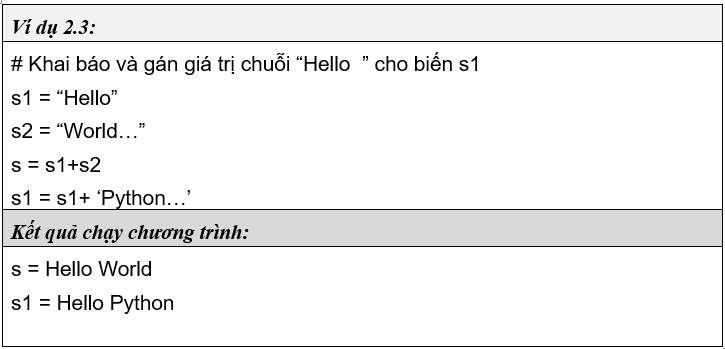 Ví dụ 2.3:
# Khai báo và gán giá trị chuỗi “Hello  ” cho biến s1
s1 = “Hello”
s2 = “World…”
s = s1+s2
s1 = s1+ ‘Python…’
Kết quả chạy chương trình:
s = Hello World
s1 = Hello Python